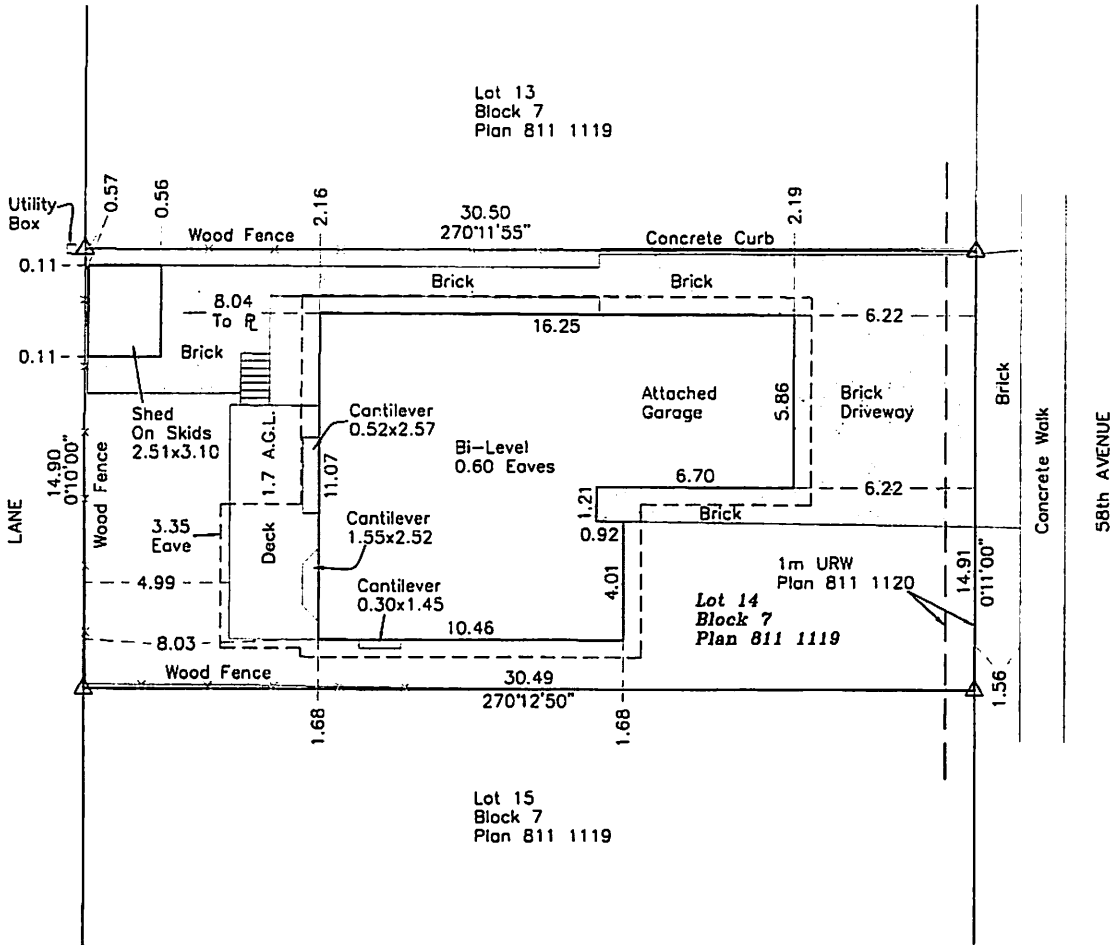 Lot 13
Block 7
Plan 811 1119
Utility
Box
0.57
0.56
2.16
30.50
270°11'55"
2.19
Wood Fence
Concrete Curb
0.11
Brick
Brick
8.04
To ℄
16.25
6.22
0.11
Brick
Shed
On Skids
2.51x3.10
Cantilever
0.52x2.57
Attached
Garage
5.86
Brick
Driveway
Brick
Concrete Walk
58th AVENUE
LANE
14.90
0°10'00"
Wood Fence
1.7 A.G.L.
Deck
11.07
Bi-Level
0.60 Eaves
6.70
6.22
1.21
Brick
0.92
3.35
Eave
Cantilever
1.55x2.52
4.99
4.01
1m URW
Plan 811 1120
14.91
0°11'00"
Cantilever
0.30x1.45
Lot 14
Block 7
Plan 811 1119
8.03
10.46
Wood Fence
30.49
270°12'50"
1.56
1.68
1.68
Lot 15
Block 7
Plan 811 1119